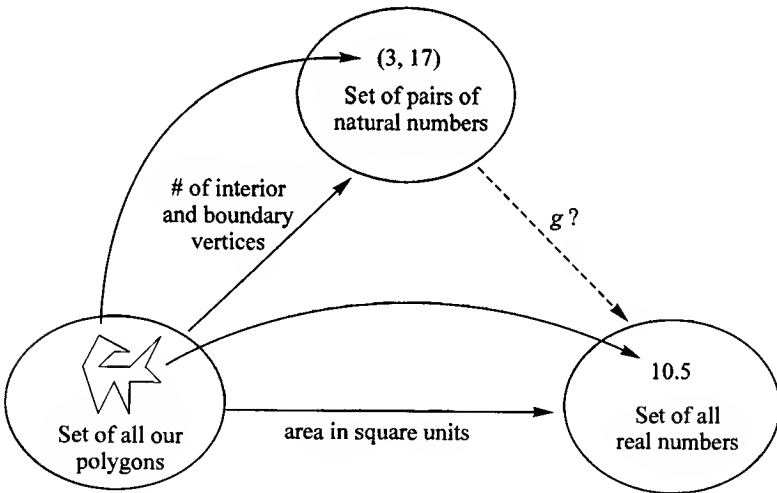 (3, 17)
Set of pairs of
natural numbers
# of interior
and boundary
vertices
g ?
10.5
Set of all our
polygons
area in square units
Set of all
real numbers